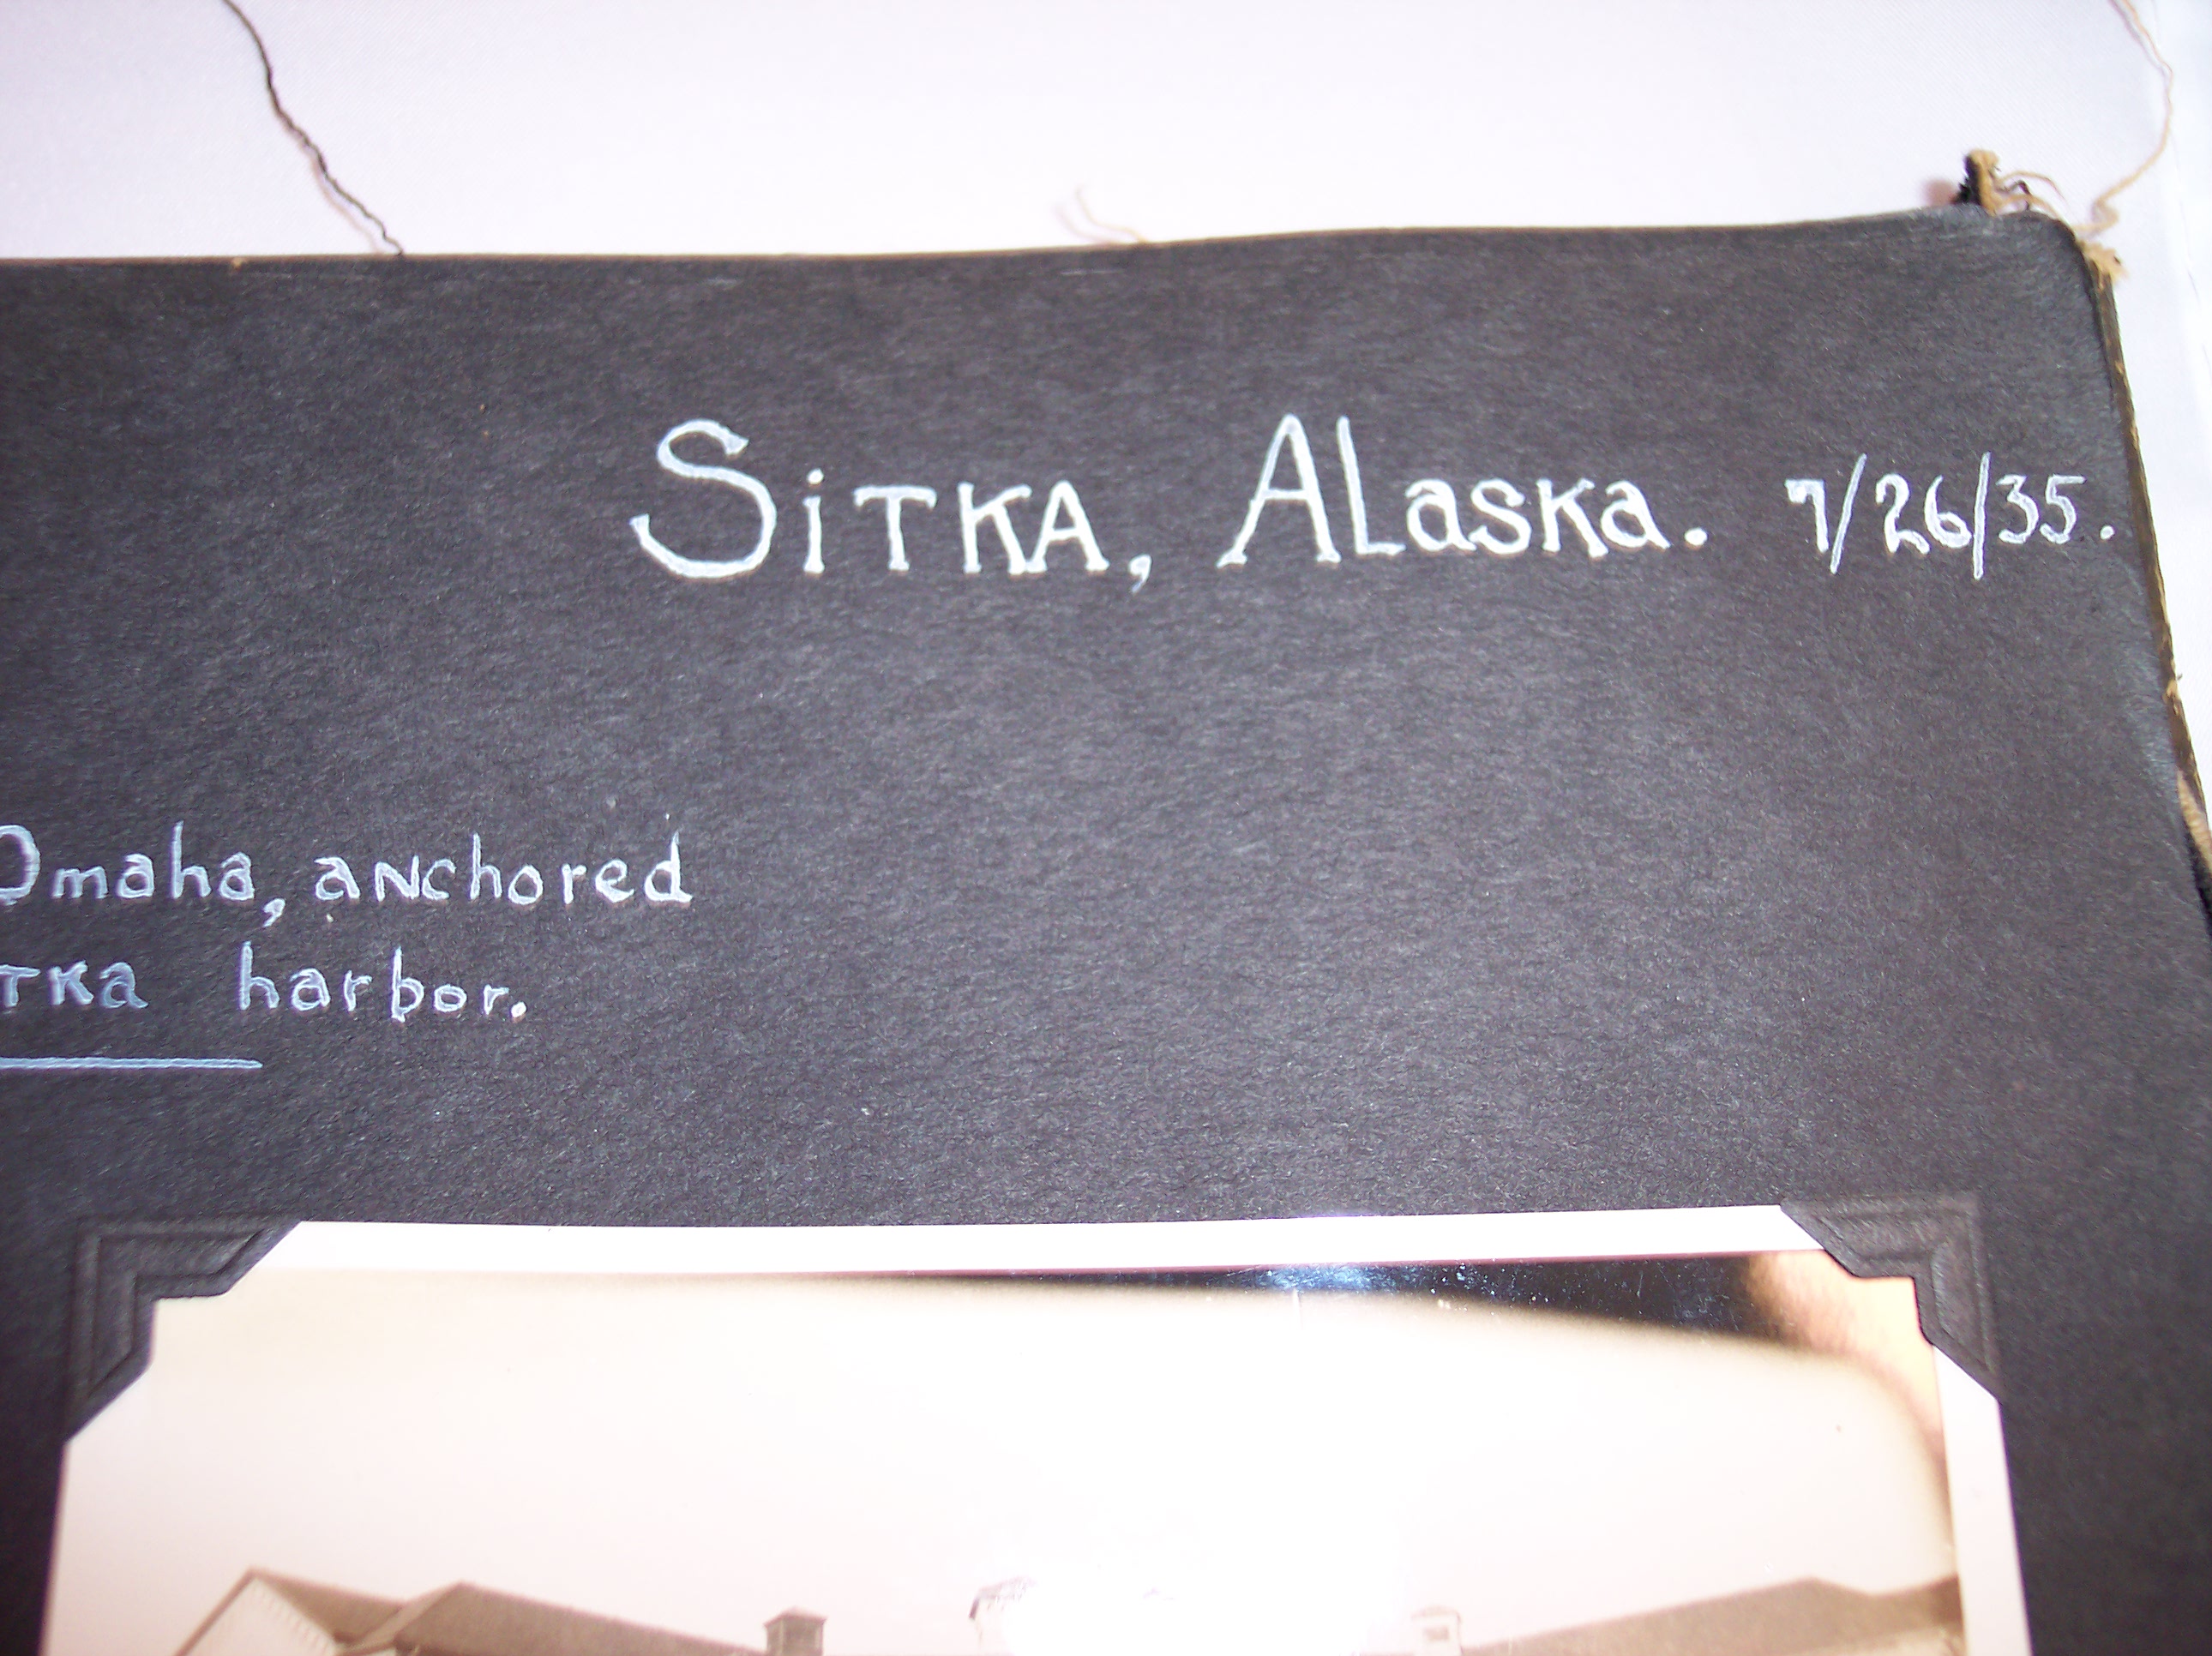 Sitka, Alaska. 7/26/35.
Omaha, anchored
tka harbor.